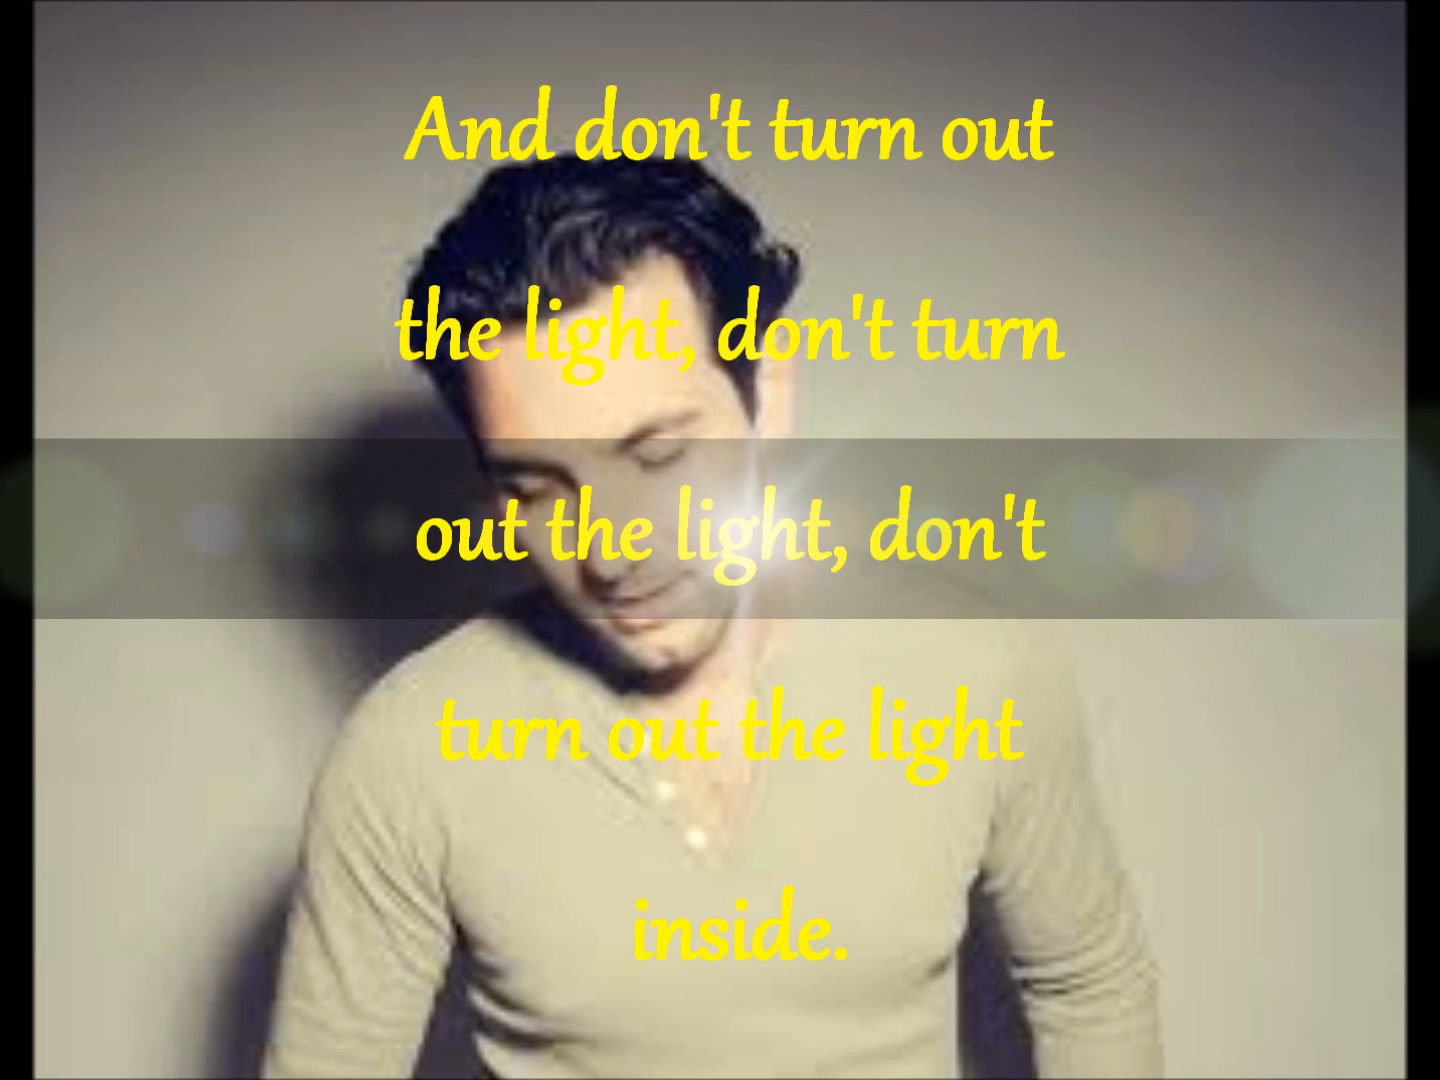 And don't turn out
the light, don't turn
out the light, don't
turn out the light
inside.